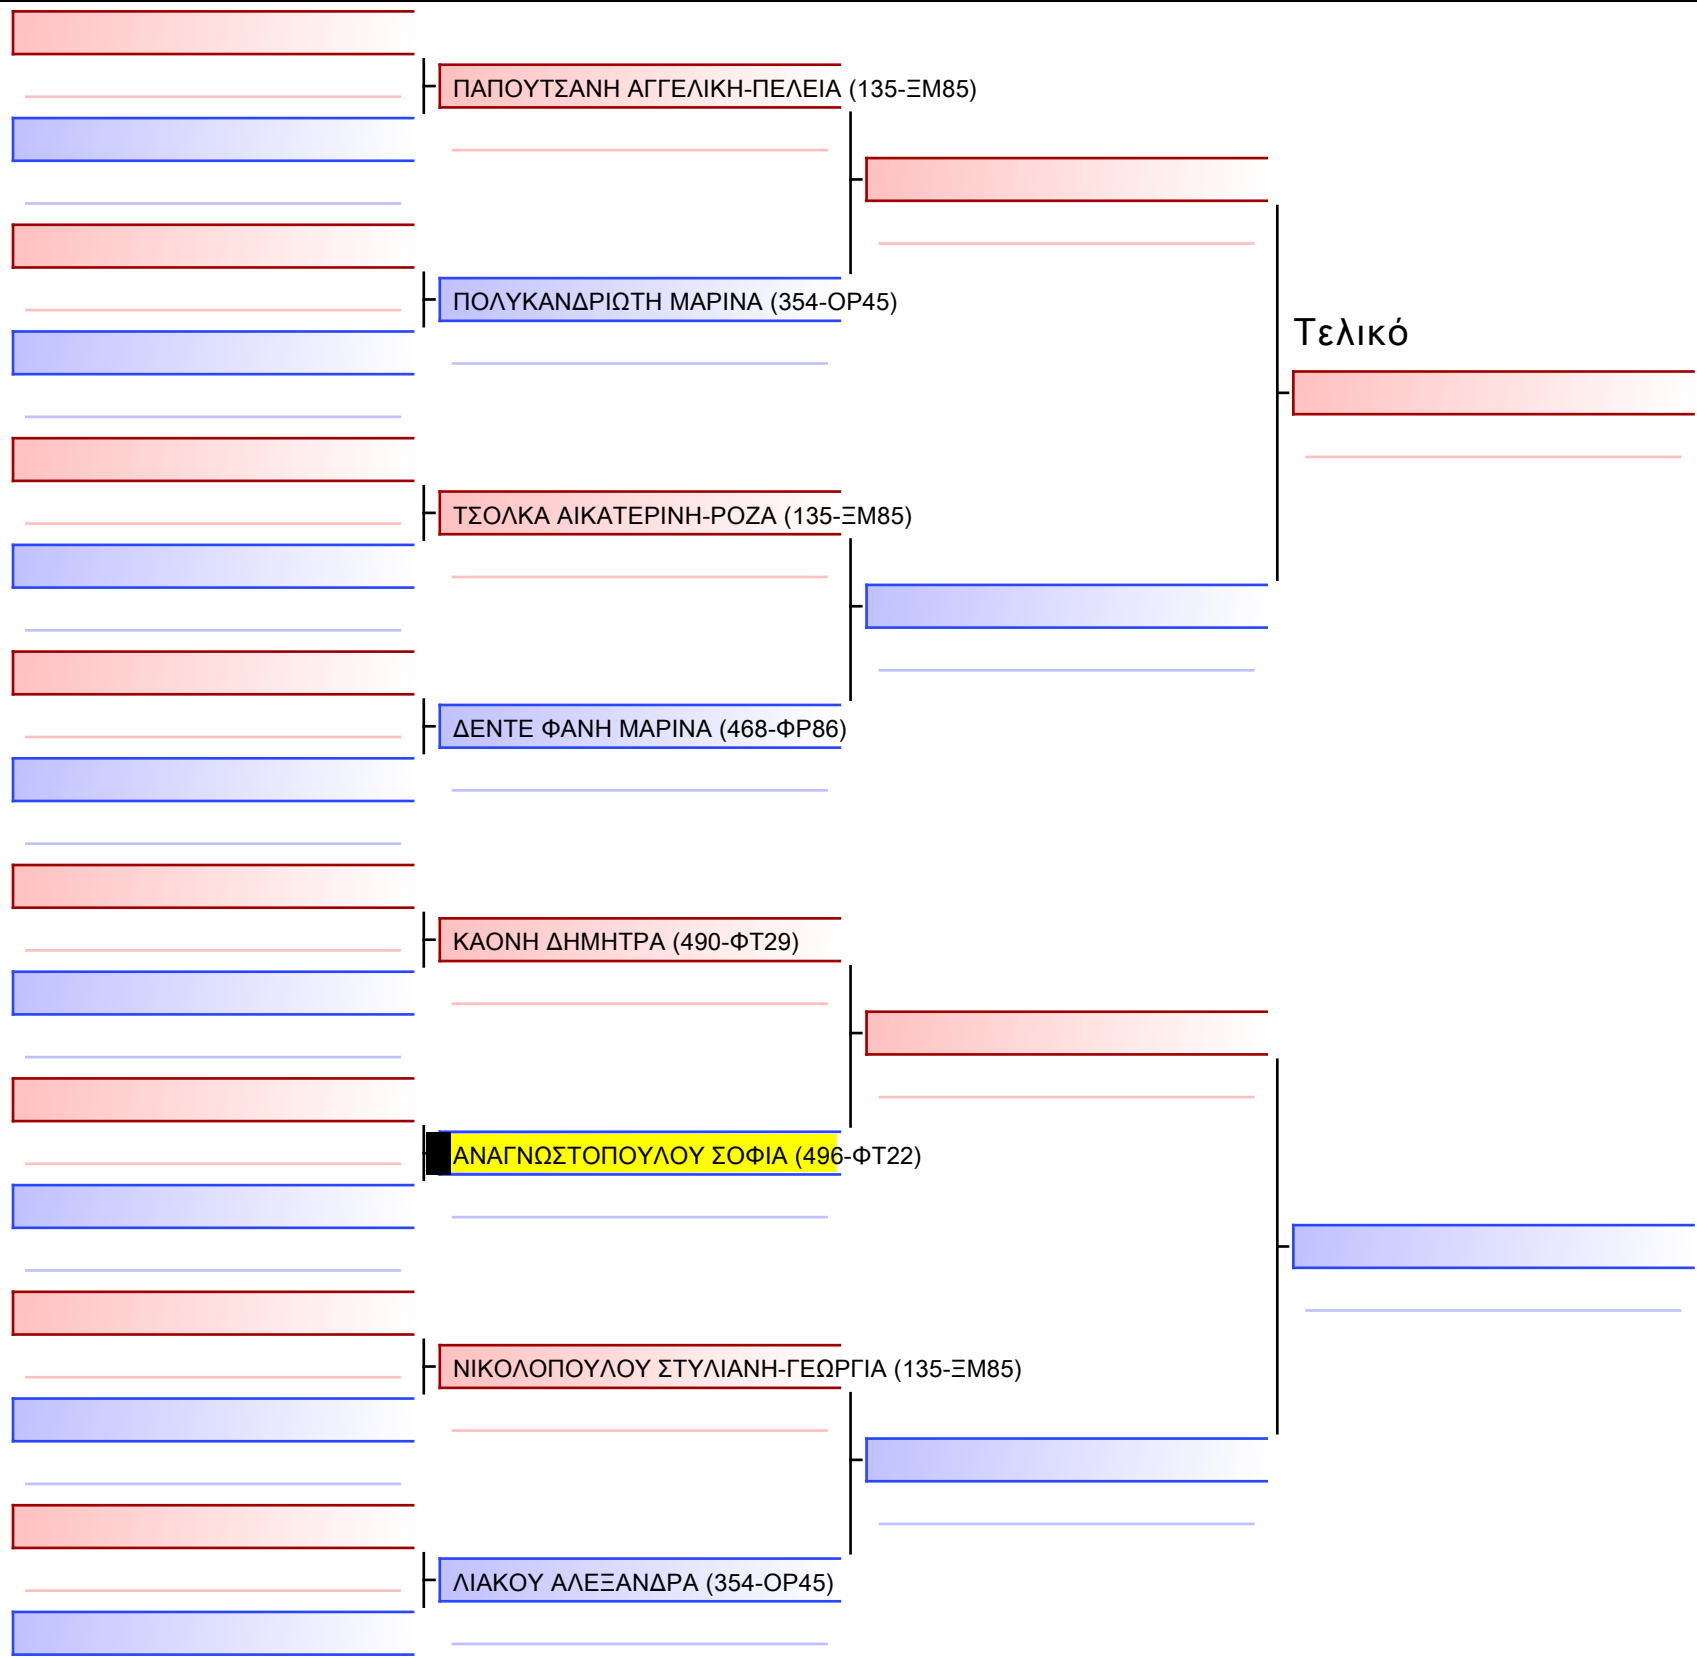 ΠΑΠΟΥΤΣΑΝΗ ΑΓΓΕΛΙΚΗ-ΠΕΛΕΙΑ (135-ΞΜ85)
ΠΟΛΥΚΑΝΔΡΙΩΤΗ ΜΑΡΙΝΑ (354-ΟΡ45)
Τελικό
ΤΣΟΛΚΑ ΑΙΚΑΤΕΡΙΝΗ-ΡΟΖΑ (135-ΞΜ85)
ΔΕΝΤΕ ΦΑΝΗ ΜΑΡΙΝΑ (468-ΦΡ86)
ΚΑΟΝΗ ΔΗΜΗΤΡΑ (490-ΦΤ29)
ΑΝΑΓΝΩΣΤΟΠΟΥΛΟΥ ΣΟΦΙΑ (496-ΦΤ22)
ΝΙΚΟΛΟΠΟΥΛΟΥ ΣΤΥΛΙΑΝΗ-ΓΕΩΡΓΙΑ (135-ΞΜ85)
ΛΙΑΚΟΥ ΑΛΕΞΑΝΔΡΑ (354-ΟΡ45)